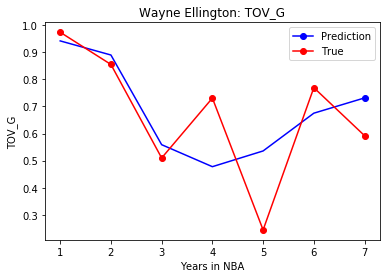 Wayne Ellington: TOV_G
Prediction
True
1.0
0.9
0.8
0.7
0.6
0.5
0.4
0.3
TOV_G
1 2 3 4 5 6 7
Years in NBA